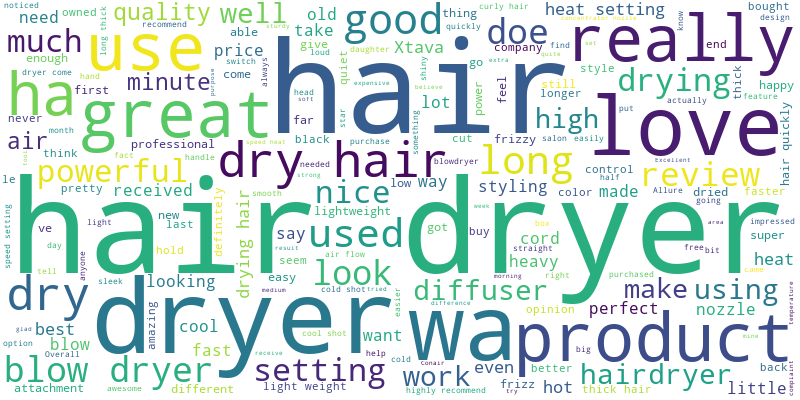 noticed
need
owned
quality
well
long thick
recommend
old
take
give
daughter
loud
thing
quickly
curly hair
sturdy
good
concentrator nozzle
set
know
heat setting
bought
design
much
use
able
price
come
switch
enough
dryer come
hand
minute
first
purpose
always
quiet
Xtava
expensive
shiny
believe
company
go
quite
extra
doe
find
end
still
style
really
happy
thick
feature
ha
great
hair
head
soft
star
far
black
purchase
lot
power
something
feel
longer
drying
put
actually
love
never
air
month
professional
fact
handle
needed
strong
cut
blowdryer
frizzy
high
salon
easily
hair quickly
think
speed heat
dry hair
low
way
long
control
half
Excellent
review
le
powerful
tool
pretty
received
smooth
nice
lightweight
styling
color
made
dried
Allure
going
faster
hair dryer
speed setting
ve
new
last
light
day
hold
tell
anyone
definitely
drying hair
say
seem
used
air flow
week
got
buy
cord
heavy
straight
box
free
area
bit
super
impressed
heat
came
looking
sleek
result
easy
look
cold shot
tried
diffuser
morning
right
purchased
make
using
temperature
dry
dryer
medium
easier
difference
wa
opinion
perfect
nozzle
mine
product
glad
best
amazing
cool
cool shot
want
option
Overall
blow
fast
receive
help
cold
conair
big
complaint
even
frizz
better
hairdryer
back
blow dryer
setting
work
hot
little
attachment
awesome
different
light weight
highly recommend
try
thick hair